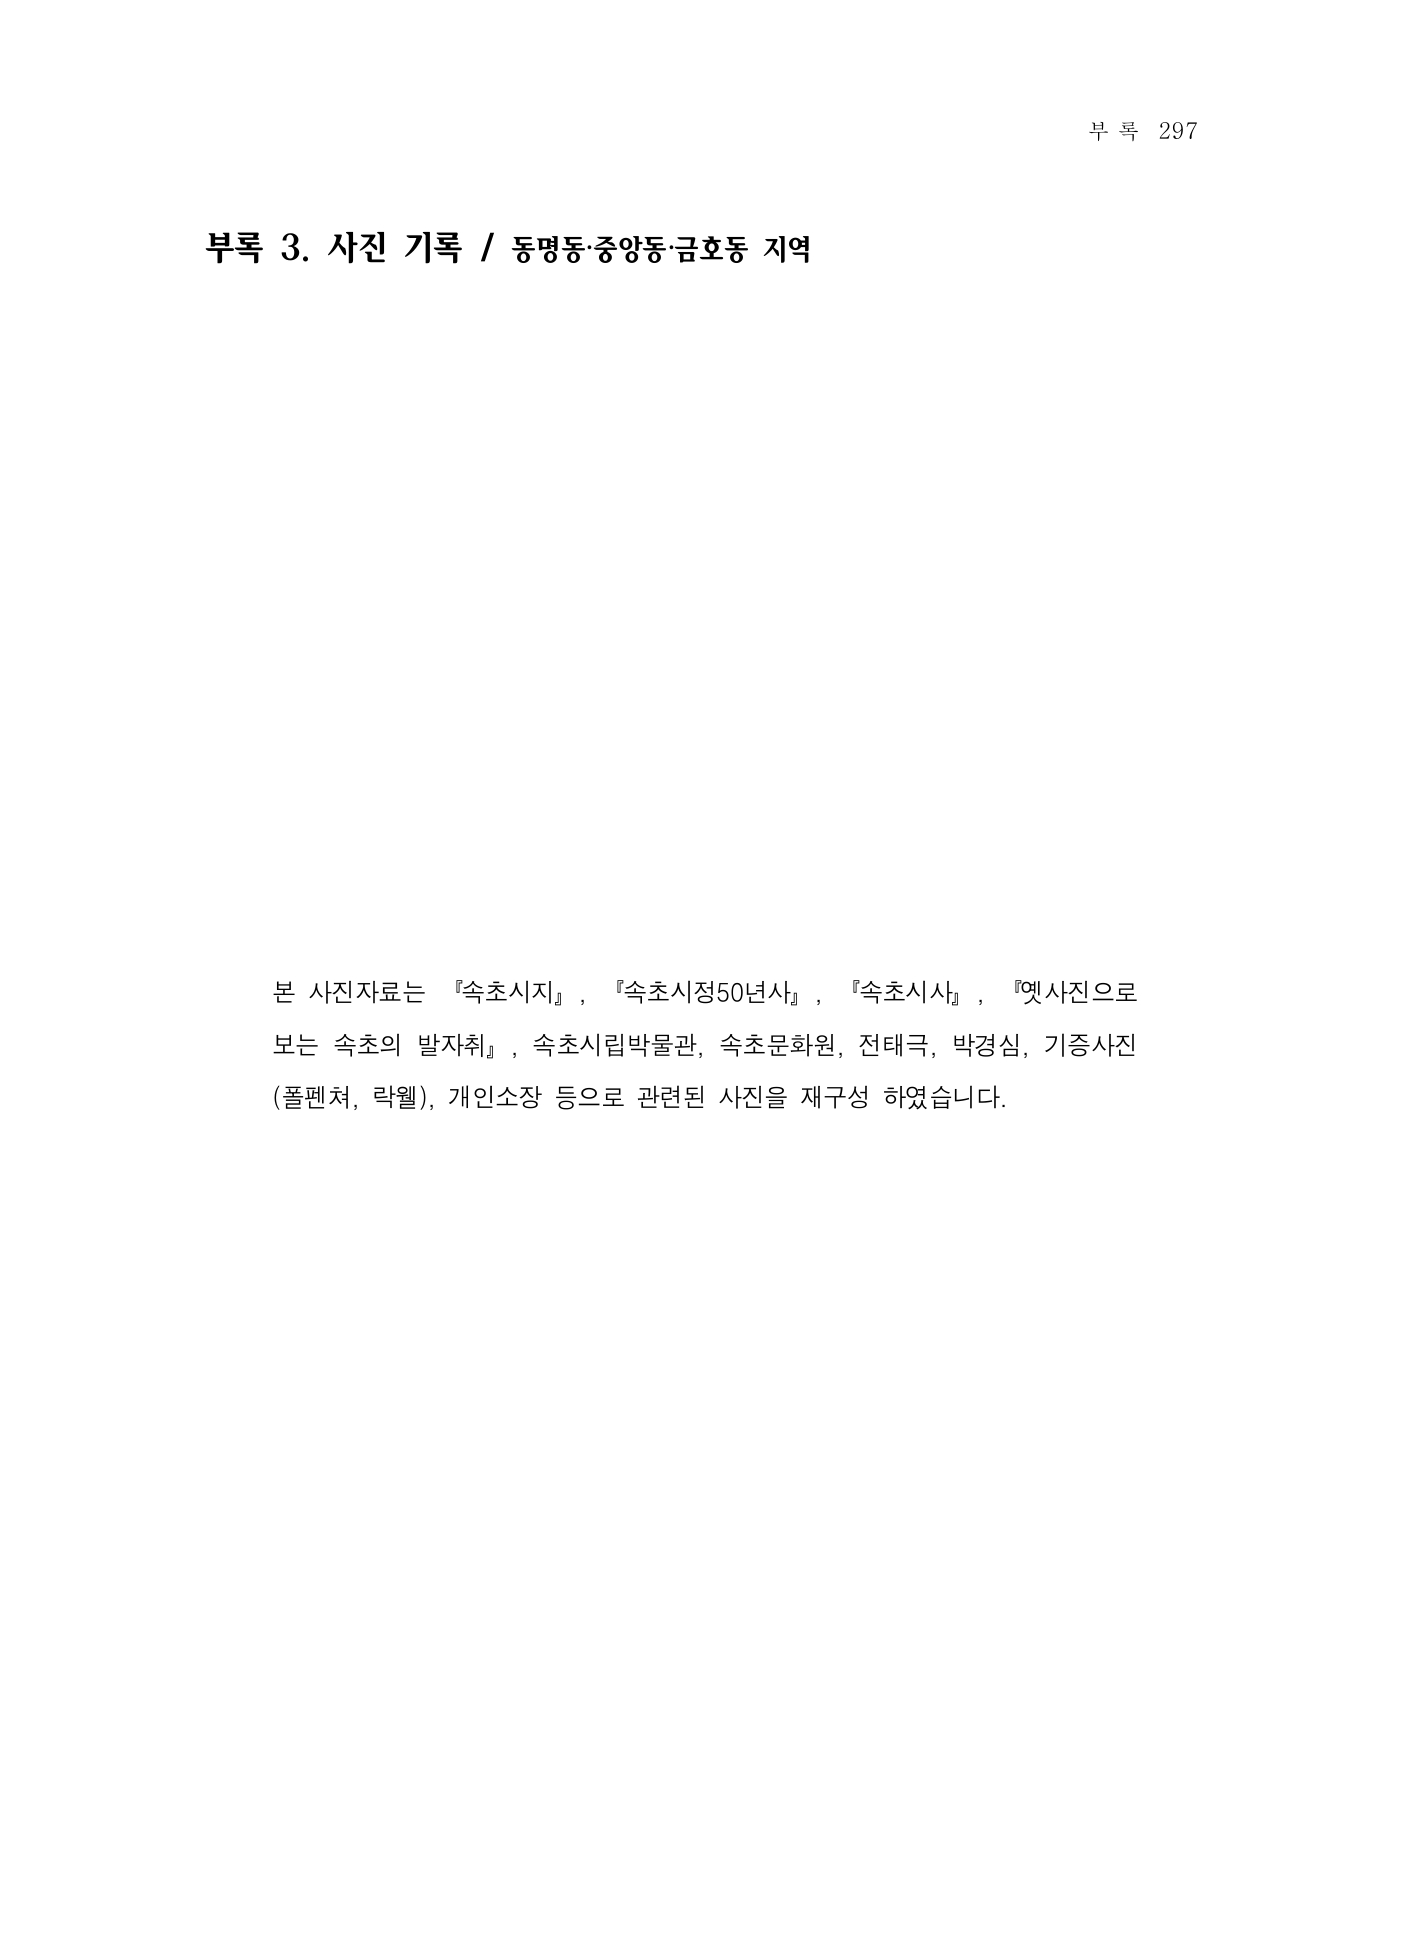 부 록 297
부록 3. 사진 기록 / 동명동·중앙동·금호동 지역
본 사진자료는 『속초시지』, 『속초시정50년사』, 『속초시사』, 『옛사진으로
보는 속초의 발자취』, 속초시립박물관, 속초문화원, 전태극, 박경심, 기증사진
(폴펜쳐, 락웰), 개인소장 등으로 관련된 사진을 재구성 하였습니다.